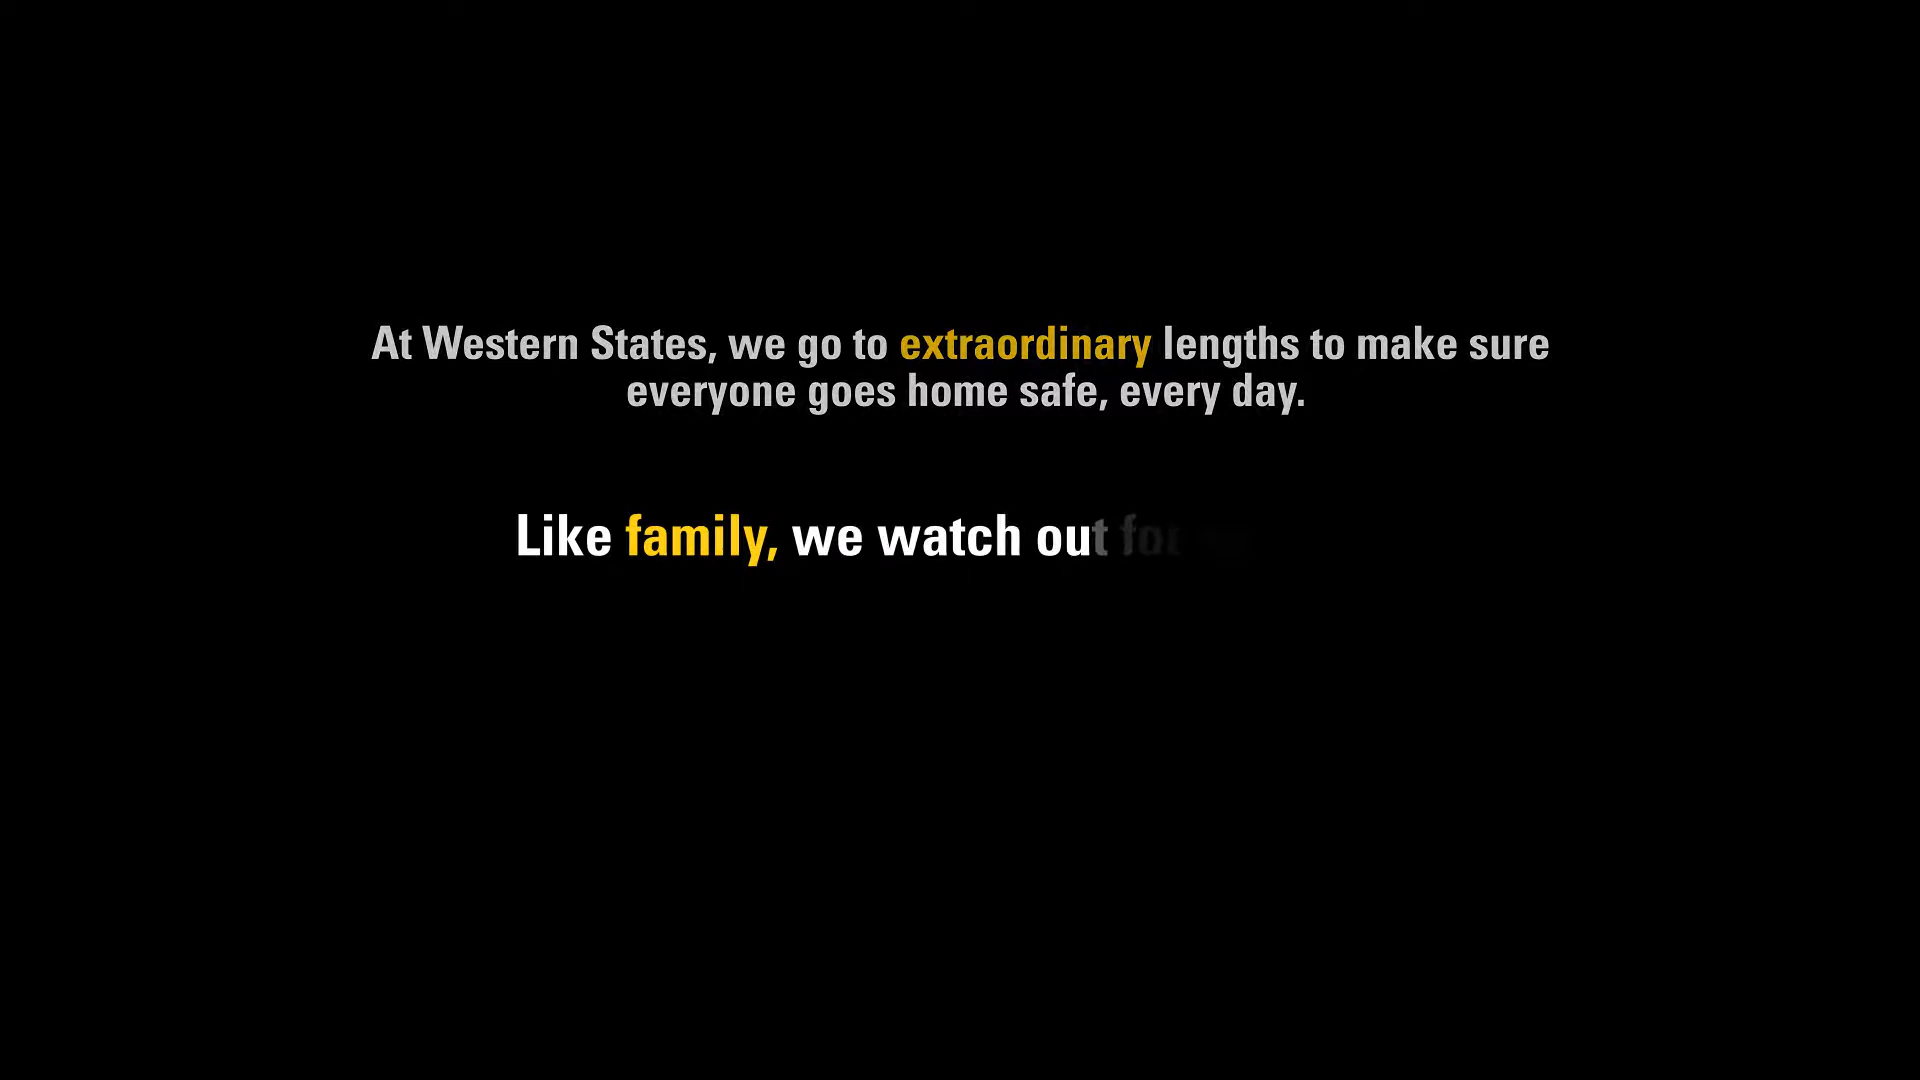 At Western States, we go to extraordinary lengths to make sure
everyone goes home safe, every day.
Like family, we watch out for